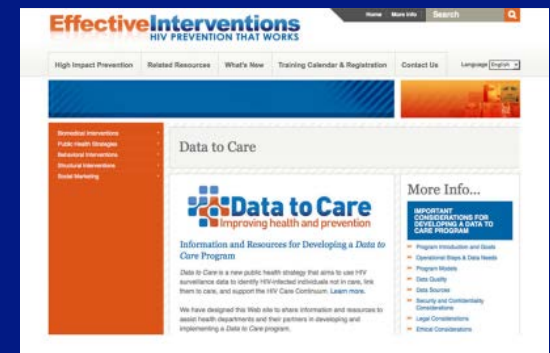 EffectiveInterventions
HIV PREVENTION THAT WORKS
Home More Info Search
High Impact Prevention Related Resources What's New Training Calendar & Registration Contact Us Language English
Biomedical Interventions
Public Health Strategies
Behavioral Interventions
Structural Interventions
Social Marketing
Data to Care
Data to Care
Improving health and prevention
Information and Resources for Developing a Data to
Care Program
Data to Care is a new public health strategy that aims to use HIV
surveillance data to identify HIV-infected individuals not in care, link
them to care, and support the HIV Care Continuum. Learn more.
We have designed this Web site to share information and resources to
assist health departments and their partners in developing and
implementing a Data to Care program.
More Info...
IMPORTANT
CONSIDERATIONS FOR
DEVELOPING A DATA TO
CARE PROGRAM
Program Introduction and Goals
Operational Steps & Data Needs
Program Models
Data Quality
Data Sources
Security and Confidentiality
Considerations
Legal Considerations
Ethical Considerations